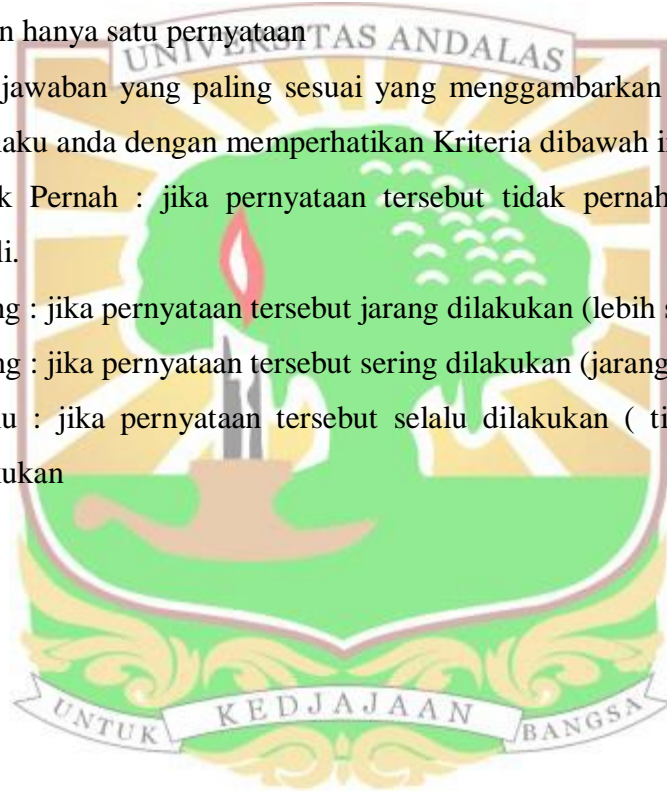 n hanya satu pernyataan
UNIVERSITAS ANDALAS
jawaban yang paling sesuai yang menggambarkan
laku anda dengan memperhatikan Kriteria dibawah i
k Pernah : jika pernyataan tersebut tidak pernah
li.
ng : jika pernyataan tersebut jarang dilakukan (lebih s
ng : jika pernyataan tersebut sering dilakukan (jarang
u : jika pernyataan tersebut selalu dilakukan ( ti
kukan
UNTUK KEDJAJAAN BANGSA